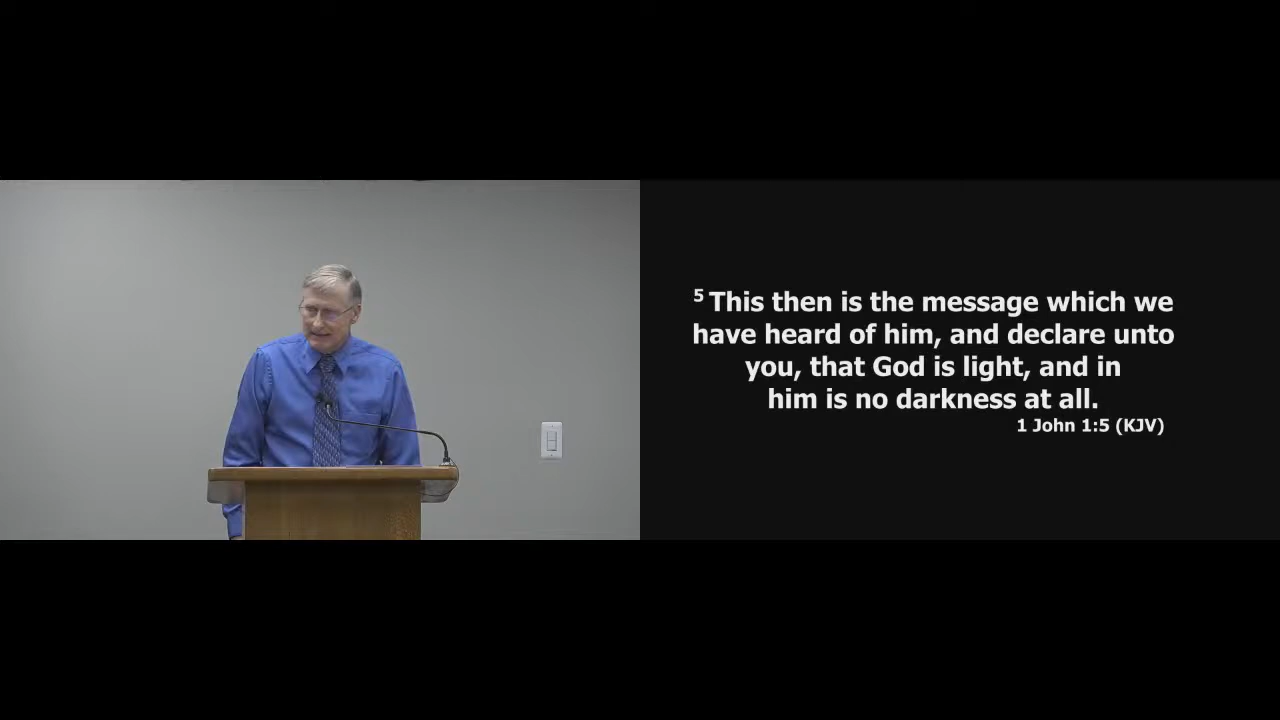 5 This then is the message which we
have heard of him, and declare unto
you, that God is light, and in
him is no darkness at all.
1 John 1:5 (KJV)